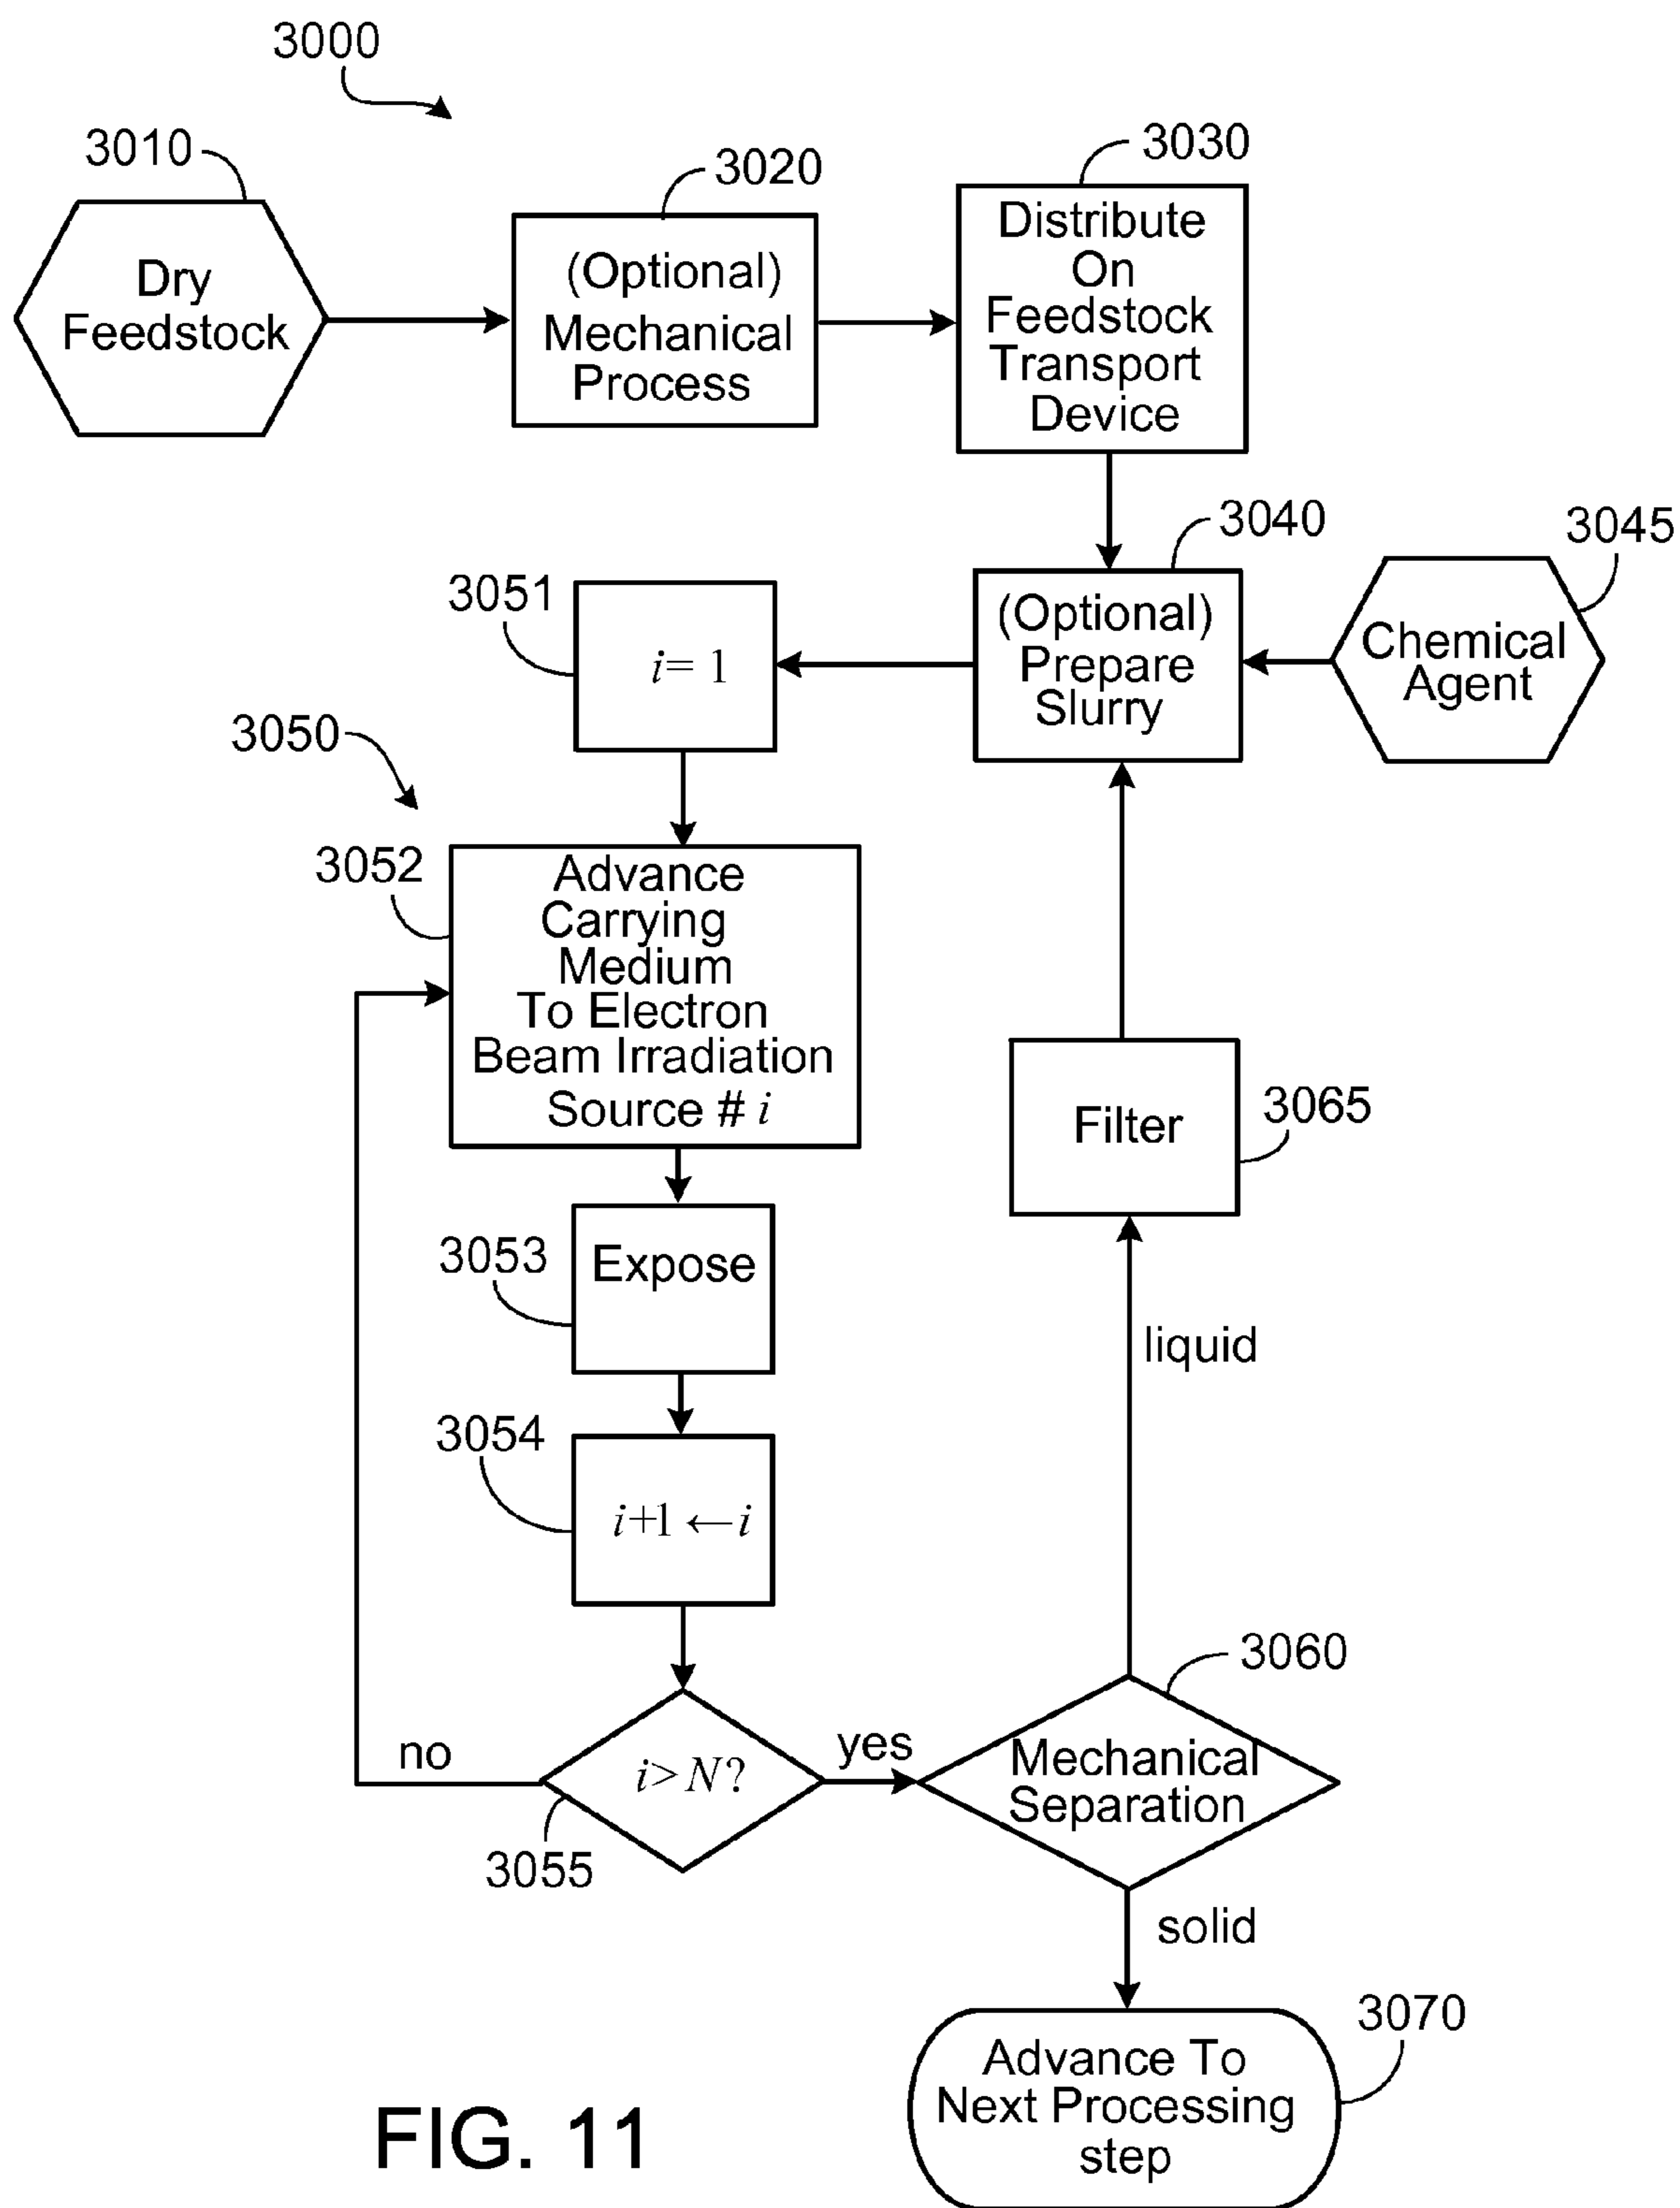 3000
3010
Dry
Feedstock
3020
(Optional)
Mechanical
Process
3030
Distribute
On
Feedstock
Transport
Device
3040
(Optional)
Prepare
Slurry
3045
Chemical
Agent
3051
i= 1
3050
3052
Advance
Carrying
Medium
To Electron
Beam Irradiation
Source # i
3053
Expose
3054
i+1 ←i
3055
i>N?
no
yes
3060
Mechanical
Separation
liquid
3065
Filter
solid
3070
Advance To
Next Processing
step
FIG. 11